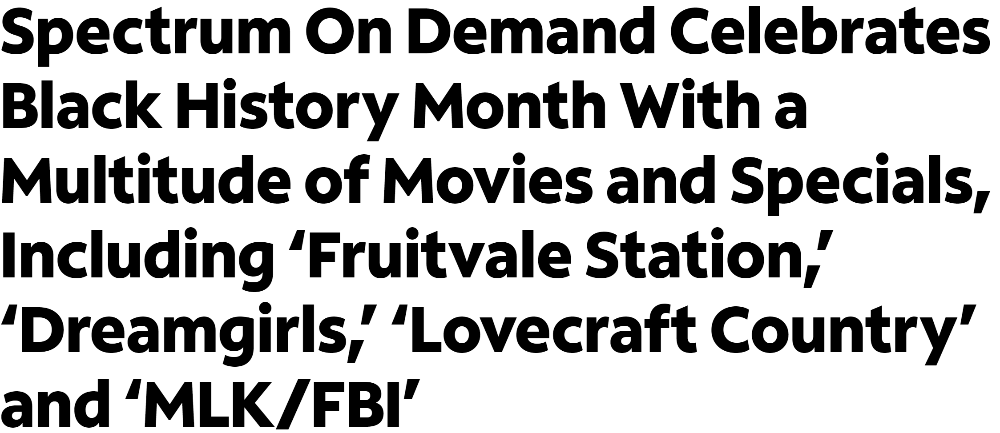 Spectrum On Demand Celebrates
Black History Month With a
Multitude of Movies and Specials,
Including ‘Fruitvale Station,’
‘Dreamgirls,’ ‘Lovecraft Country’
and ‘MLK/FBI’